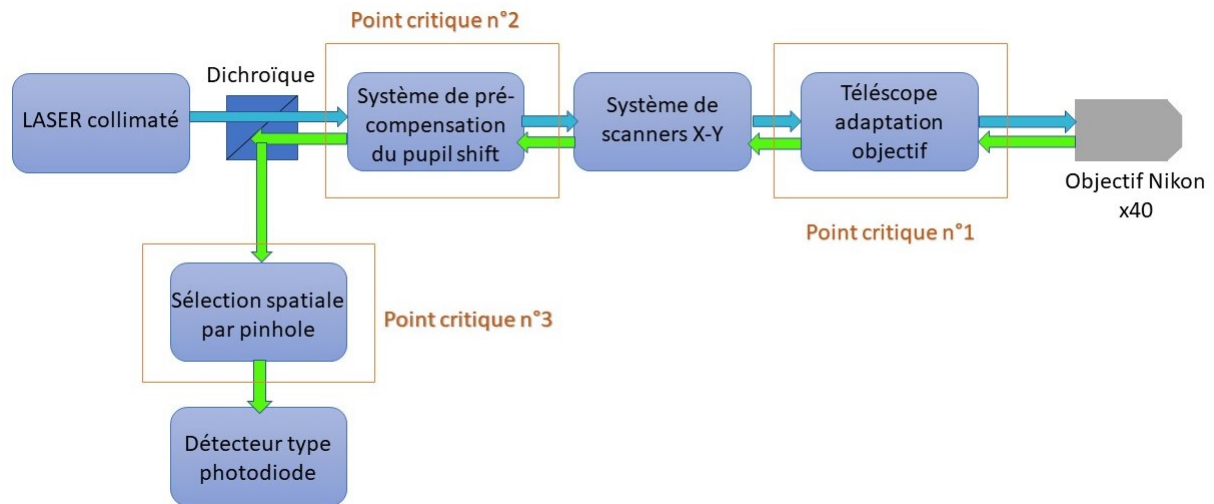 Point critique n°2
Dichroïque
LASER collimaté
Système de pré-
compensation
du pupil shift
Système de
scanners X-Y
Téléscope
adaptation
objectif
Objectif Nikon
x40
Point critique n°1
Sélection spatiale
par pinhole
Point critique n°3
Détecteur type
photodiode